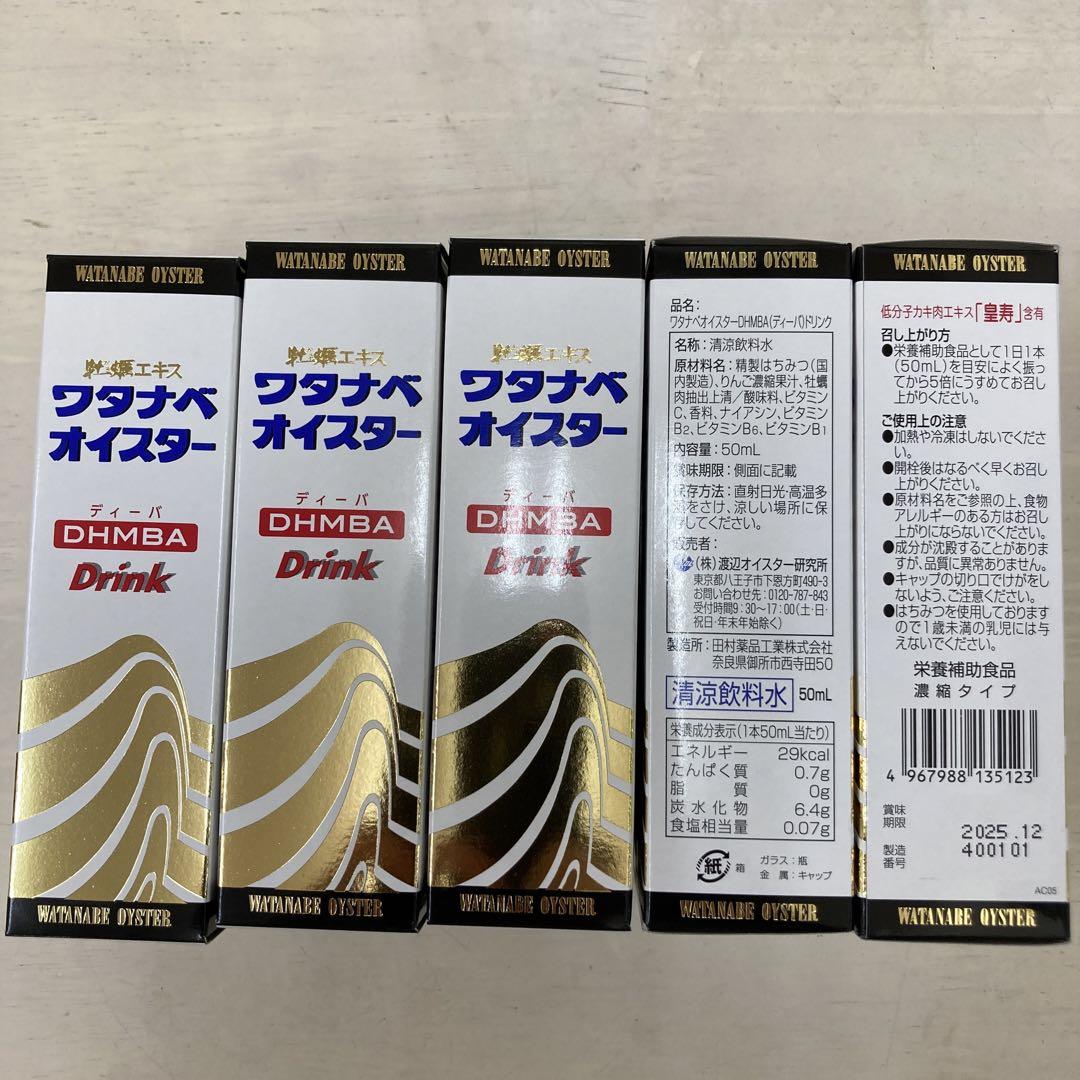 WATANABE OYSTER
牡蠣エキス
ワタナベ
オイスター
ディーバ
DHMBA
Drink
WATANABE OYSTER
WATANABE OYSTER
牡蠣エキス
ワタナベ
オイスター
ディーバ
DHMBA
Drink
WATANABE OYSTER
WATANABE OYSTER
牡蠣エキス
ワタナベ
オイスター
ディーバ
DHMBA
Drink
WATANABE OYSTER
WATANABE OYSTER
品名：
ワタナベオイスターDHMBA(ディーバ)ドリンク
名称：清涼飲料水
原材料名：精製はちみつ(国
内製造)、りんご濃縮果汁、牡蠣
肉抽出上清／酸味料、ビタミン
C、香料、ナイアシン、ビタミン
B2、ビタミンB6、ビタミンB1
内容量：50mL
賞味期限：側面に記載
保存方法：直射日光・高温多
湿をさけ、涼しい場所に保
存してください。
販売者：
(株)渡辺オイスター研究所
東京都八王子市下恩方町490-3
お問い合わせ先：0120-787-843
受付時間9：30〜17：00(土・日・
祝日・年末年始除く)
製造所：田村薬品工業株式会社
奈良県御所市西寺田50
清涼飲料水 50mL
栄養成分表示(1本50mL当たり)
エネルギー 29kcal
たんぱく質 0.7g
脂質 0g
炭水化物 6.4g
食塩相当量 0.07g
紙 箱 ガラス：瓶
金属：キャップ
WATANABE OYSTER
WATANABE OYSTER
低分子カキ肉エキス「皇寿」含有
召し上がり方
●栄養補助食品として1日1本
(50mL)を目安によく振っ
てから5倍にうすめてお召し
上がりください。
ご使用上の注意
●加熱や冷凍はしないでくださ
い。
●開栓後はなるべく早くお召し
上がりください。
●原材料名をご参照の上、食物
アレルギーのある方はお召し
上がりにならないでください。
●成分が沈殿することがありま
すが、品質に異常ありません。
●キャップの切り口でけがをし
ないよう、ご注意ください。
●はちみつを使用しております
ので1歳未満の乳児には与
えないでください。
栄養補助食品
濃縮タイプ
4 967988 135123
賞味
期限 2025.12
製造
番号 400101
AC05
WATANABE OYSTER